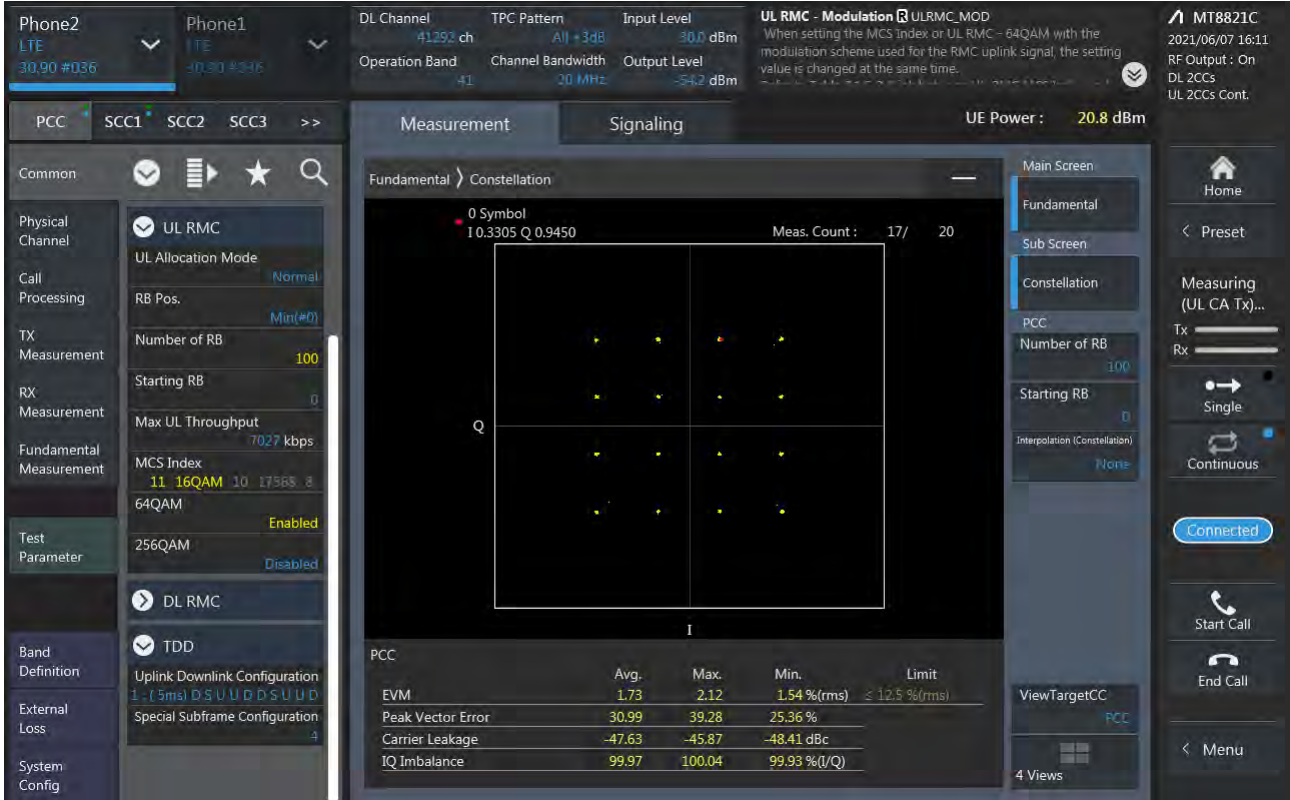 Phone2
LTE
30.90 #036
Phone1
LTE
30.90 #036
DL Channel
41292 ch
Operation Band
41
TPC Pattern
All +3dB
Channel Bandwidth
20 MHz
Input Level
30.0 dBm
Output Level
-54.2 dBm
UL RMC - Modulation R ULRMC_MOD
When setting the MCS Index or UL RMC - 64QAM with the
modulation scheme used for the RMC uplink signal, the setting
value is changed at the same time.
MT8821C
2021/06/07 16:11
RF Output : On
DL 2CCs
UL 2CCs Cont.
PCC SCC1 SCC2 SCC3 >>
Measurement Signaling
UE Power : 20.8 dBm
Common
Physical
Channel
Call
Processing
TX
Measurement
RX
Measurement
Fundamental
Measurement
Test
Parameter
Band
Definition
External
Loss
System
Config
UL RMC
UL Allocation Mode
Normal
RB Pos.
Min(#0)
Number of RB
100
Starting RB
0
Max UL Throughput
7027 kbps
MCS Index
11 16QAM 10 17568 8
64QAM
Enabled
256QAM
Disabled
DL RMC
TDD
Uplink Downlink Configuration
1 : ( 5ms) D S U U D D S U U D
Special Subframe Configuration
4
Fundamental > Constellation
0 Symbol
I 0.3305 Q 0.9450
Meas. Count : 17/ 20
Q
I
PCC
Avg. Max. Min. Limit
EVM 1.73 2.12 1.54 %(rms) ≤ 12.5 %(rms)
Peak Vector Error 30.99 39.28 25.36 %
Carrier Leakage -47.63 -45.87 -48.41 dBc
IQ Imbalance 99.97 100.04 99.93 %(I/Q)
Main Screen
Fundamental
Sub Screen
Constellation
PCC
Number of RB
100
Starting RB
0
Interpolation (Constellation)
None
ViewTargetCC
PCC
4 Views
Home
< Preset
Measuring
(UL CA Tx)...
Tx
Rx
Single
Continuous
Connected
Start Call
End Call
< Menu